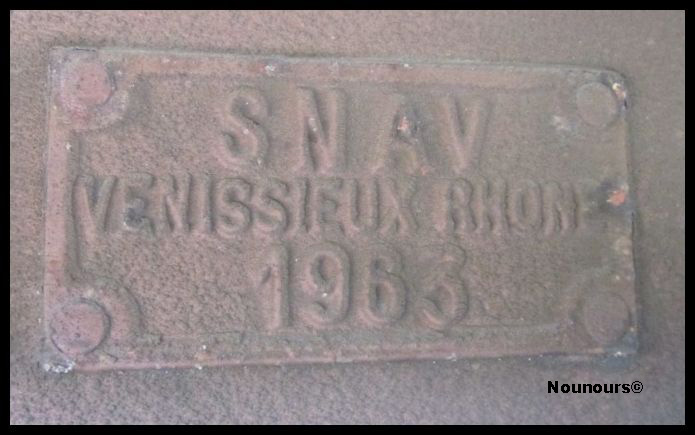 SNAV
VENISSIEUX RHONE
1963
Nounours©